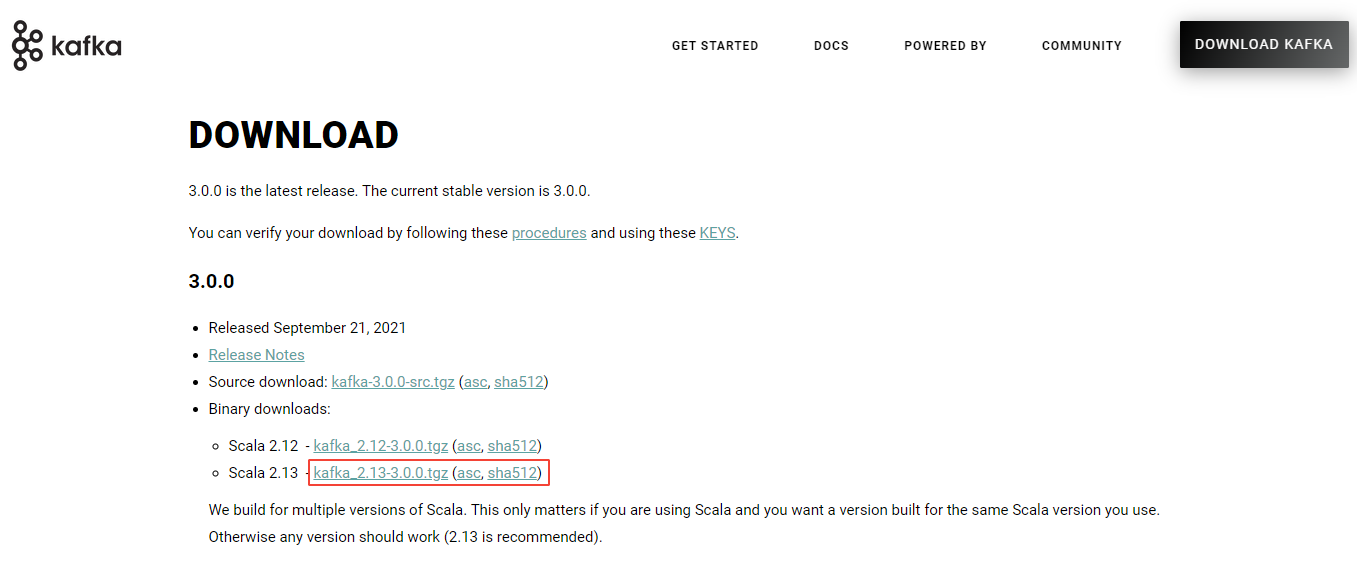 kafka
GET STARTED
DOCS
POWERED BY
COMMUNITY
DOWNLOAD KAFKA
DOWNLOAD
3.0.0 is the latest release. The current stable version is 3.0.0.
You can verify your download by following these procedures and using these KEYS.
3.0.0
Released September 21, 2021
Release Notes
Source download: kafka-3.0.0-src.tgz (asc, sha512)
Binary downloads:
Scala 2.12 - kafka_2.12-3.0.0.tgz (asc, sha512)
Scala 2.13 - kafka_2.13-3.0.0.tgz (asc, sha512)
We build for multiple versions of Scala. This only matters if you are using Scala and you want a version built for the same Scala version you use.
Otherwise any version should work (2.13 is recommended).